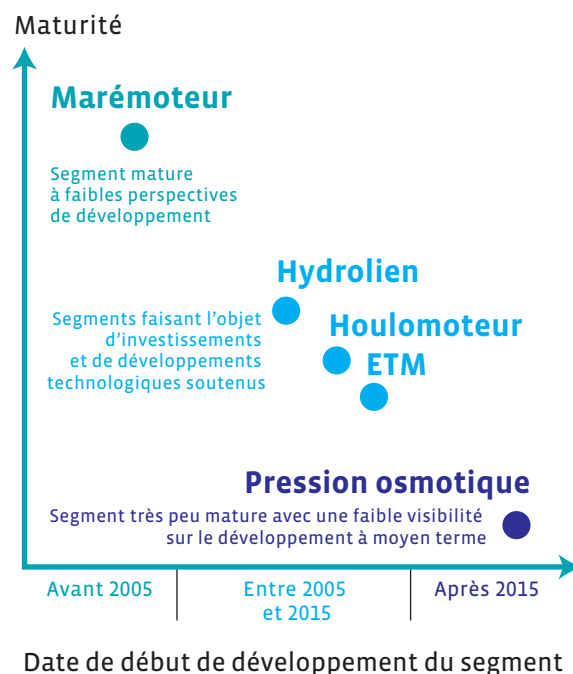 Maturité
Marémoteur
Segment mature
à faibles perspectives
de développement
Hydrolien
Segments faisant l'objet
d'investissements
et de développements
technologiques soutenus
Houlomoteur
ETM
Pression osmotique
Segment très peu mature avec une faible visibilité
sur le développement à moyen terme
Avant 2005
Entre 2005
et 2015
Après 2015
Date de début de développement du segment